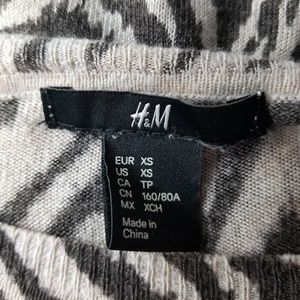 H&M
EUR XS
US XS
CA TP
CN 160/80A
MX XCH
Made in
China